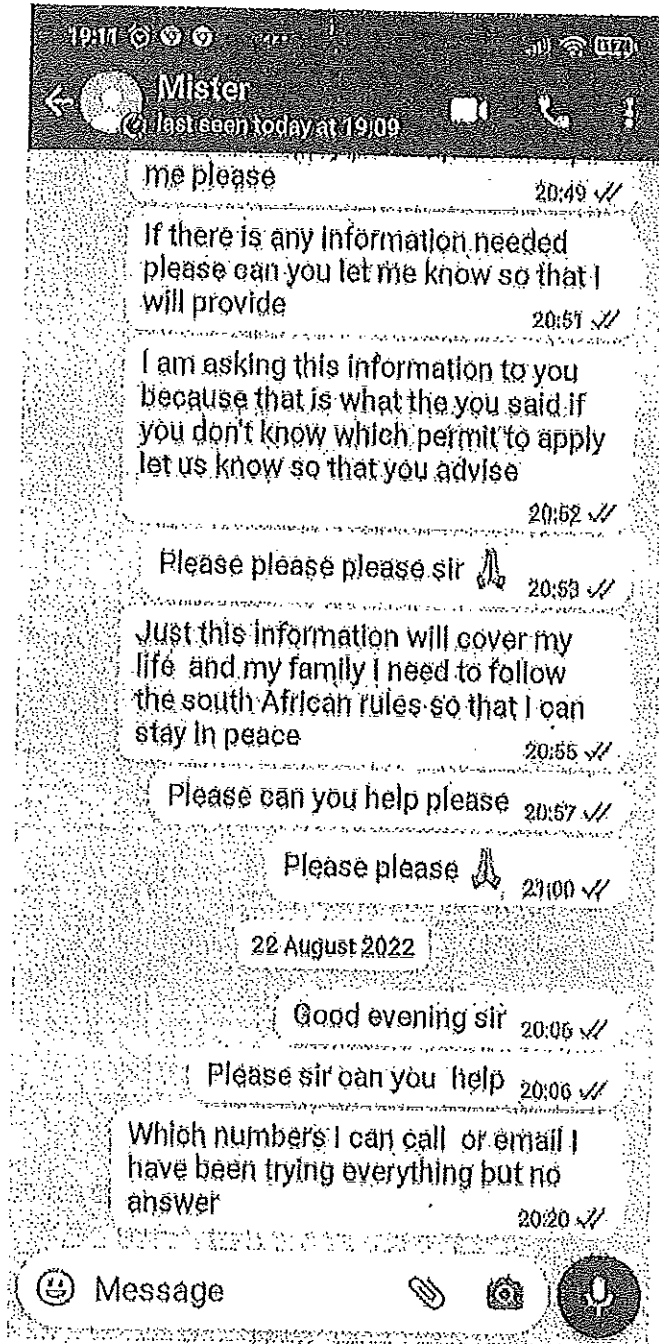 19:11
Mister
last seen today at 19:09
me please
20:49
If there is any information needed
please can you let me know so that I
will provide
20:51
I am asking this information to you
because that is what the you said if
you don't know which permit to apply
let us know so that you advise
20:52
Please please please sir 🙏 20:53
Just this information will cover my
life and my family I need to follow
the south African rules so that I can
stay in peace
20:55
Please can you help please 20:57
Please please 🙏 21:00
22 August 2022
Good evening sir 20:06
Please sir can you help 20:06
Which numbers I can call or email I
have been trying everything but no
answer
20:20
Message